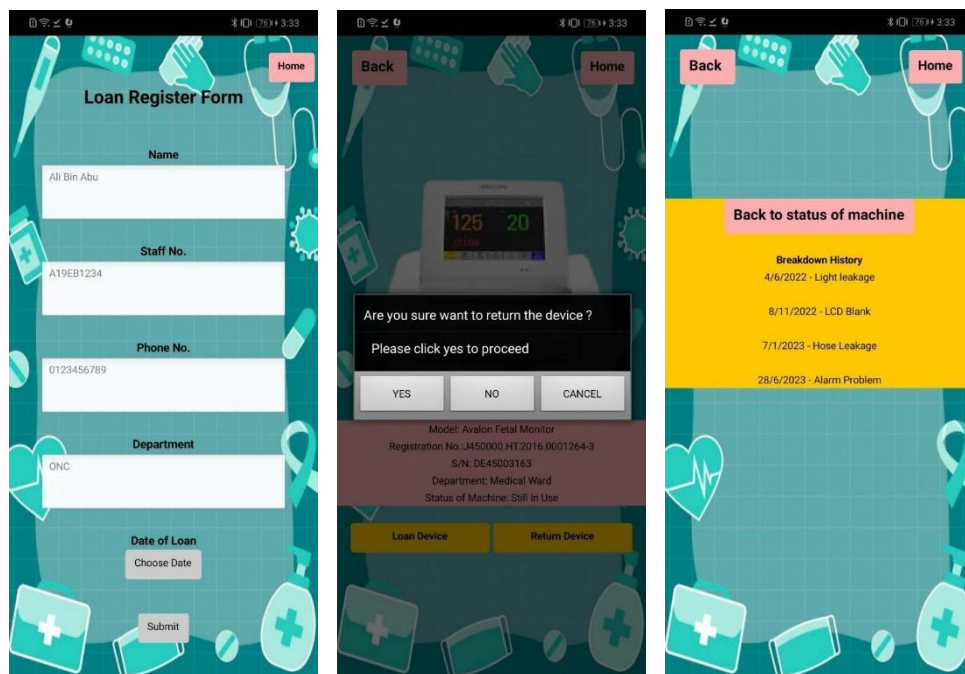 76 3:33
Home
Loan Register Form
Name
Ali Bin Abu
Staff No.
A19EB1234
Phone No.
0123456789
Department
ONC
Date of Loan
Choose Date
Submit
76 3:33
Back
Home
PHILIPS
125 20
Are you sure want to return the device ?
Please click yes to proceed
YES NO CANCEL
Model: Avalon Fetal Monitor
Registration No.:J450000.HT.2016.0001264-3
S/N: DE45003163
Department: Medical Ward
Status of Machine: Still in Use
Loan Device
Return Device
76 3:33
Back
Home
Back to status of machine
Breakdown History
4/6/2022 - Light leakage
8/11/2022 - LCD Blank
7/1/2023 - Hose Leakage
28/6/2023 - Alarm Problem